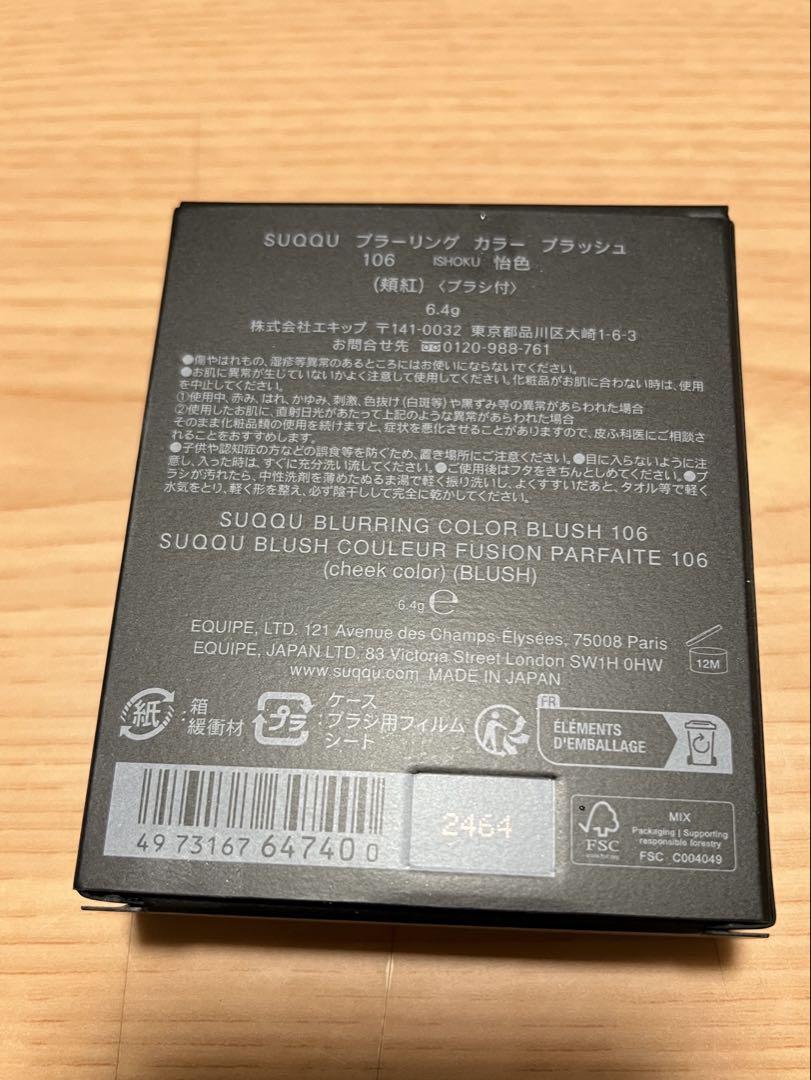 SUQQU ブラーリング カラー ブラッシュ
106 ISHOKU 怡色
(頬紅)〈ブラシ付〉
6.4g
株式会社エキップ 〒141-0032 東京都品川区大崎1-6-3
お問合せ先 0120-988-761
●傷やはれもの、湿疹等異常のあるところにはお使いにならないでください。
●お肌に異常が生じていないかよく注意して使用してください。化粧品がお肌に合わない時は、使用
を中止してください。
①使用中、赤み、はれ、かゆみ、刺激、色抜け(白斑等)や黒ずみ等の異常があらわれた場合
②使用したお肌に、直射日光があたって上記のような異常があらわれた場合
そのまま化粧品類の使用を続けますと、症状を悪化させることがありますので、皮ふ科医にご相談さ
れることをおすすめします。
●子供や認知症の方などの誤食等を防ぐため、置き場所にご注意ください。●目に入らないように注
意し、入った時は、すぐに充分洗い流してください。●ご使用後はフタをきちんとしめてください。●ブ
ラシが汚れたら、中性洗剤を薄めたぬるま湯で軽く振り洗いし、よくすすいだあと、タオル等で軽く
水気をとり、軽く形を整え、必ず陰干しして完全に乾かしてください。
SUQQU BLURRING COLOR BLUSH 106
SUQQU BLUSH COULEUR FUSION PARFAITE 106
(cheek color) (BLUSH)
6.4g ℮
EQUIPE, LTD. 121 Avenue des Champs-Élysées, 75008 Paris
EQUIPE, JAPAN LTD. 83 Victoria Street London SW1H 0HW
www.suqqu.com MADE IN JAPAN
12M
紙 :箱
緩衝材
プラ ケース
:ブラシ用フィルム
シート
FR
ÉLÉMENTS
D'EMBALLAGE
4973167647400
2464
FSC
MIX
Packaging | Supporting
responsible forestry
FSC C004049